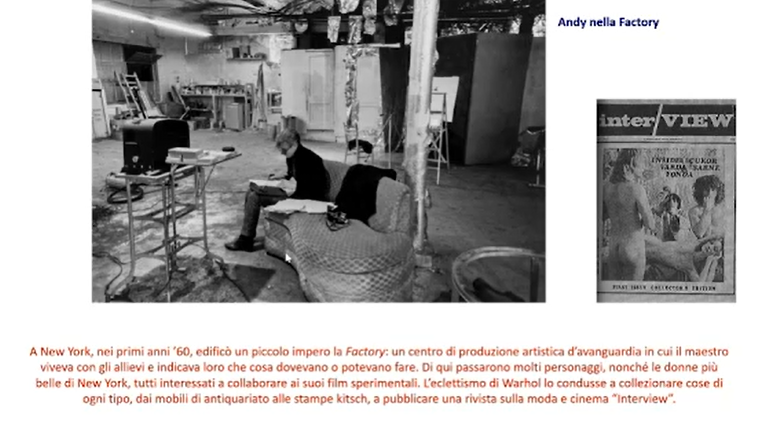 Andy nella Factory
inter/VIEW
INSIDE: CUKOR
VARDA SARNE
FONDA
FIRST ISSUE COLLECTOR'S EDITION
A New York, nei primi anni '60, edificò un piccolo impero la Factory: un centro di produzione artistica d'avanguardia in cui il maestro
viveva con gli allievi e indicava loro che cosa dovevano o potevano fare. Di qui passarono molti personaggi, nonché le donne più
belle di New York, tutti interessati a collaborare ai suoi film sperimentali. L'eclettismo di Warhol lo condusse a collezionare cose di
ogni tipo, dai mobili di antiquariato alle stampe kitsch, a pubblicare una rivista sulla moda e cinema "Interview".